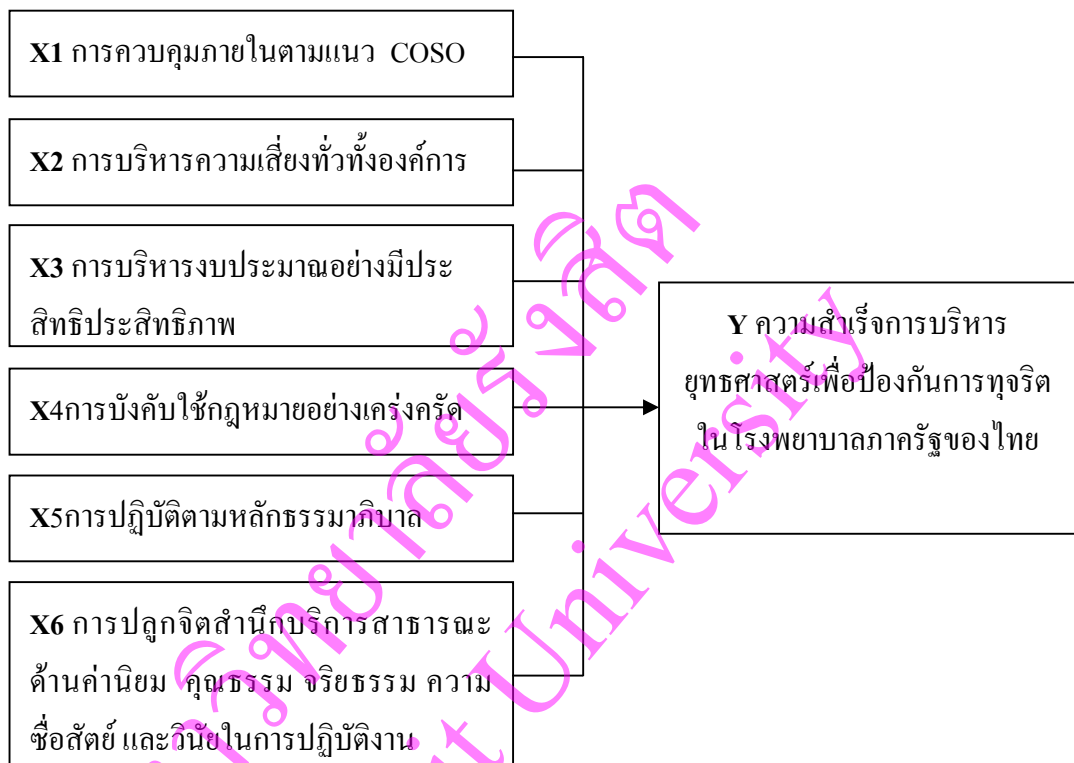 X1 การควบคุมภายในตามแนว COSO
X2 การบริหารความเสี่ยงทั่วทั้งองค์การ
X3 การบริหารงบประมาณอย่างมีประ
สิทธิประสิทธิภาพ
X4การบังคับใช้กฎหมายอย่างเคร่งครัด
X5การปฏิบัติตามหลักธรรมาภิบาล
X6 การปลูกจิตสำนึกบริการสาธารณะ
ด้านค่านิยม คุณธรรม จริยธรรม ความ
ซื่อสัตย์ และวินัยในการปฏิบัติงาน
Y ความสำเร็จการบริหาร
ยุทธศาสตร์เพื่อป้องกันการทุจริต
ในโรงพยาบาลภาครัฐของไทย
วิทยาลัยรังสิต
University